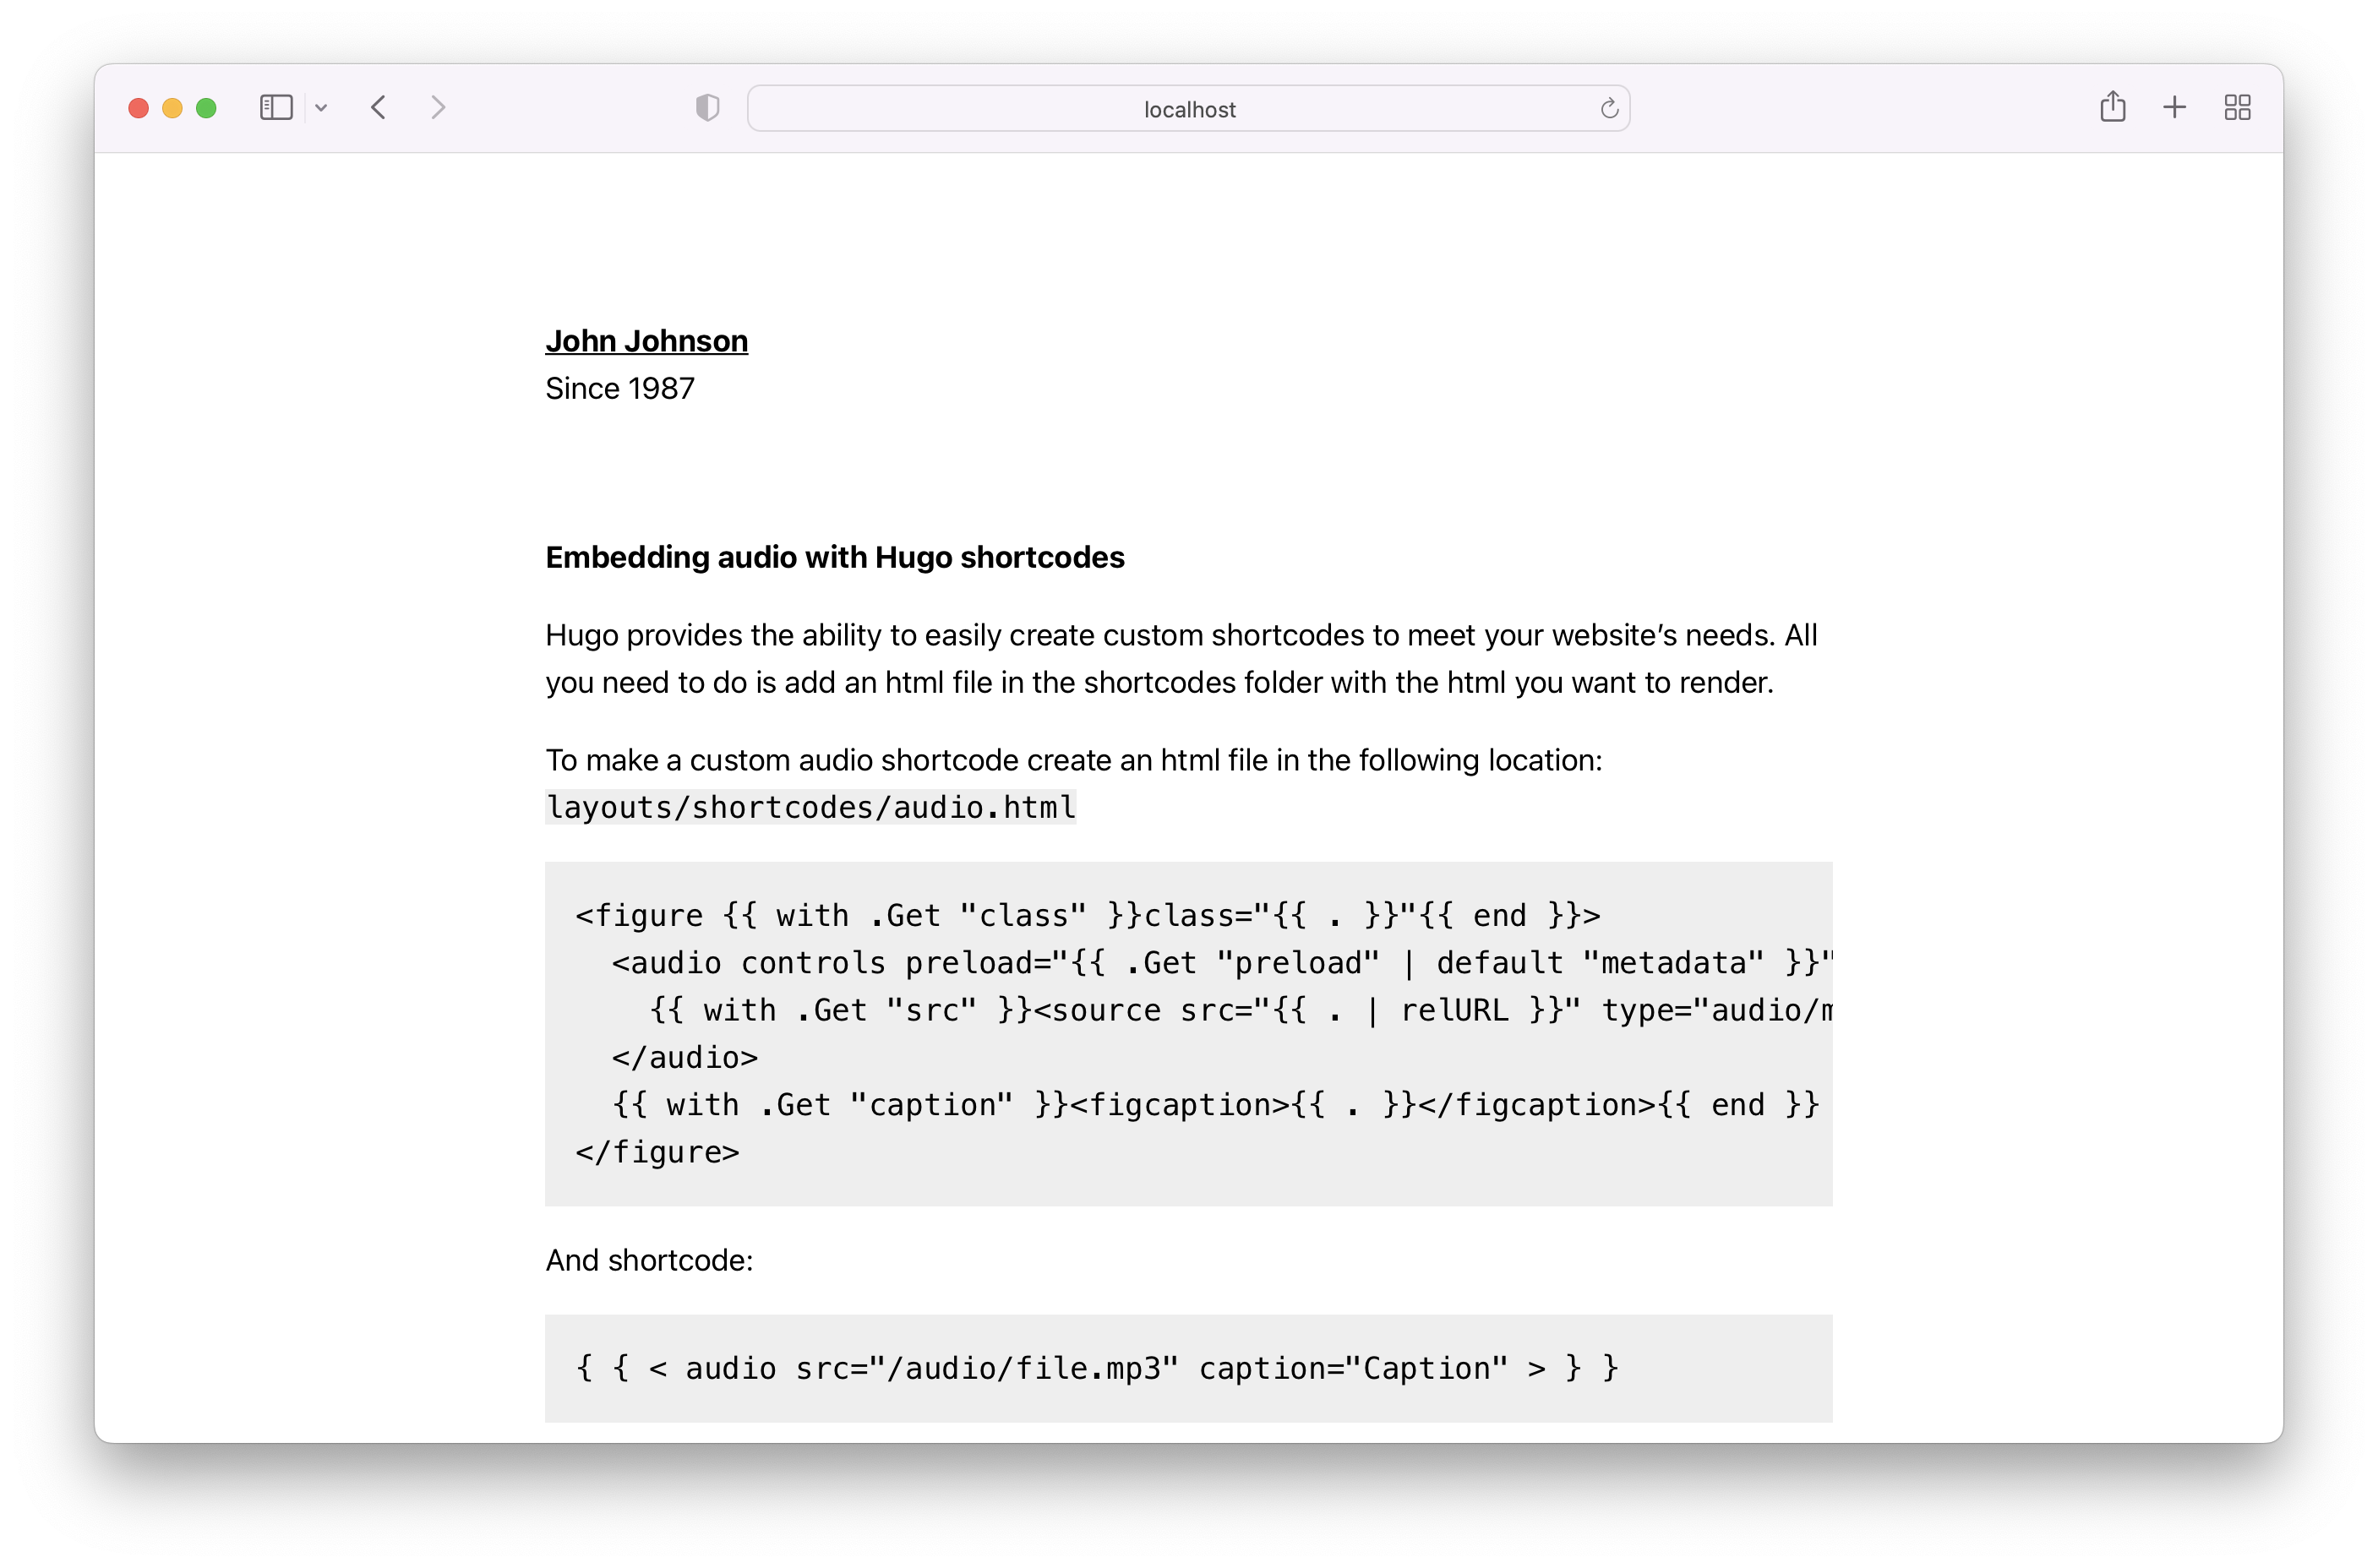 localhost
John Johnson
Since 1987
Embedding audio with Hugo shortcodes
Hugo provides the ability to easily create custom shortcodes to meet your website’s needs. All
you need to do is add an html file in the shortcodes folder with the html you want to render.
To make a custom audio shortcode create an html file in the following location:
layouts/shortcodes/audio.html
<figure {{ with .Get "class" }}class="{{ . }}"{{ end }}>
  <audio controls preload="{{ .Get "preload" | default "metadata" }}"
    {{ with .Get "src" }}<source src="{{ . | relURL }}" type="audio/m
  </audio>
  {{ with .Get "caption" }}<figcaption>{{ . }}</figcaption>{{ end }}
</figure>
And shortcode:
{ { < audio src="/audio/file.mp3" caption="Caption" > } }